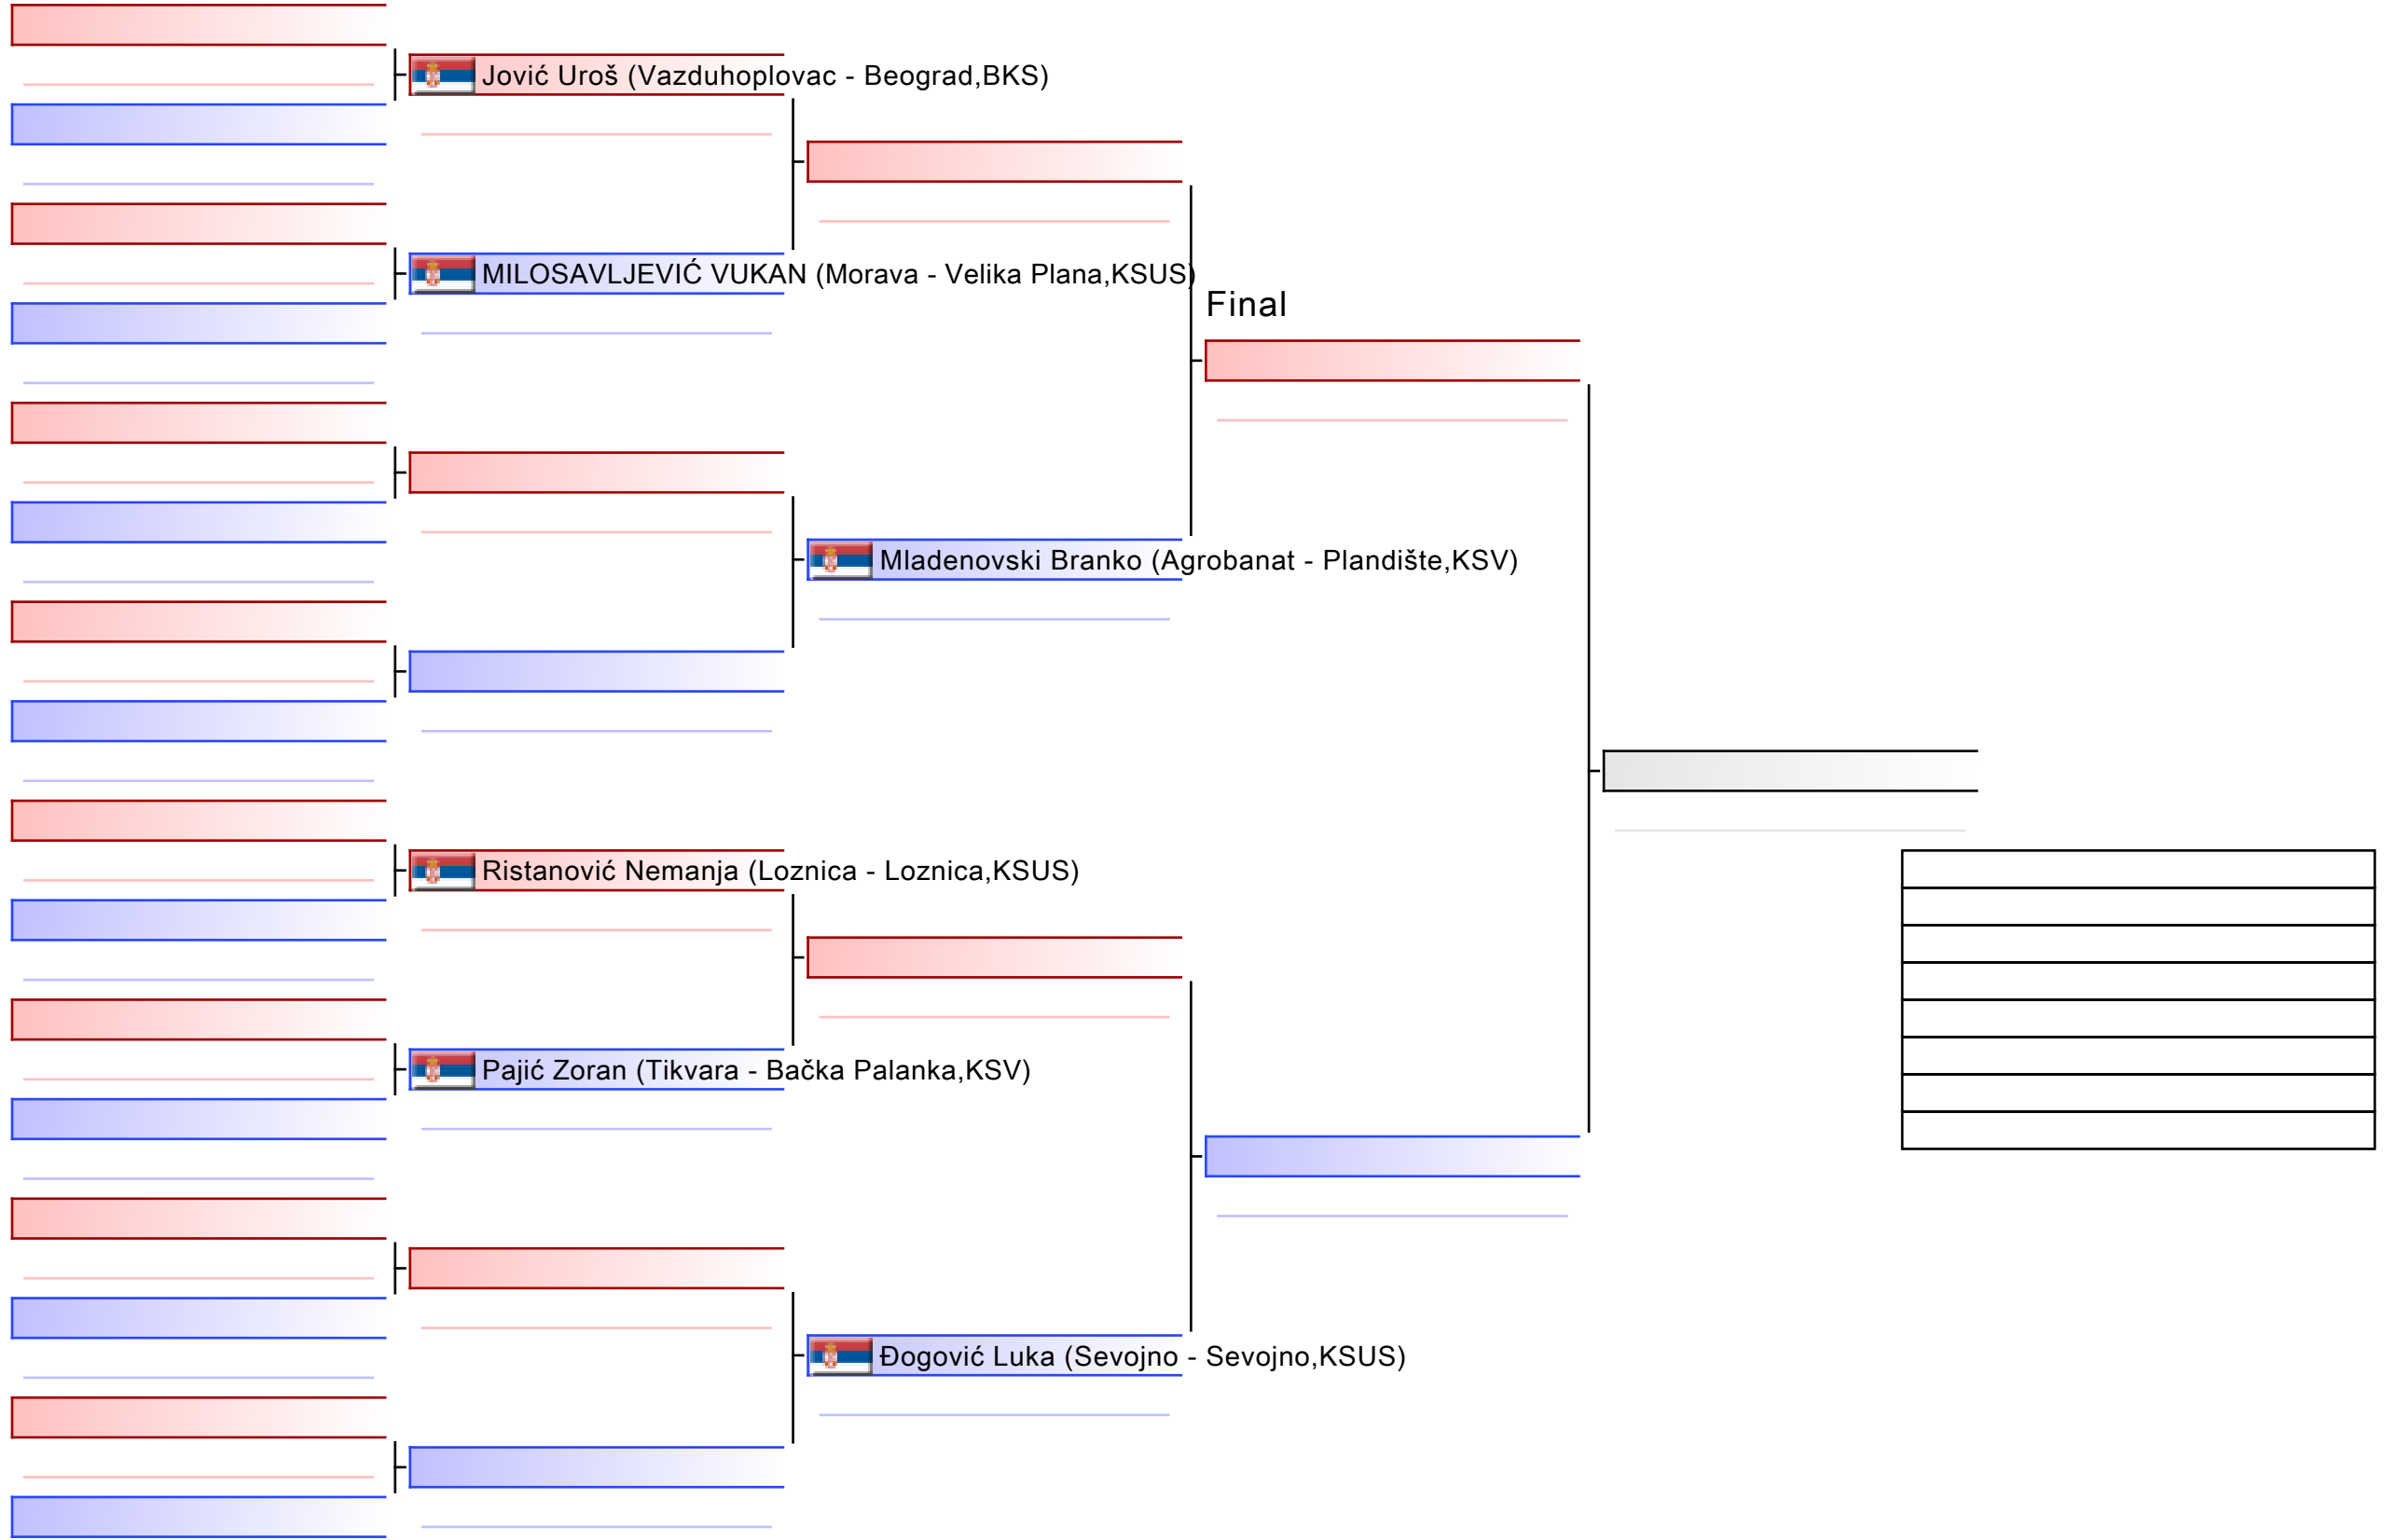 Jović Uroš (Vazduhoplovac - Beograd,BKS)
MILOSAVLJEVIĆ VUKAN (Morava - Velika Plana,KSUS)
Final
Mladenovski Branko (Agrobanat - Plandište,KSV)
Ristanović Nemanja (Loznica - Loznica,KSUS)
Pajić Zoran (Tikvara - Bačka Palanka,KSV)
Đogović Luka (Sevojno - Sevojno,KSUS)